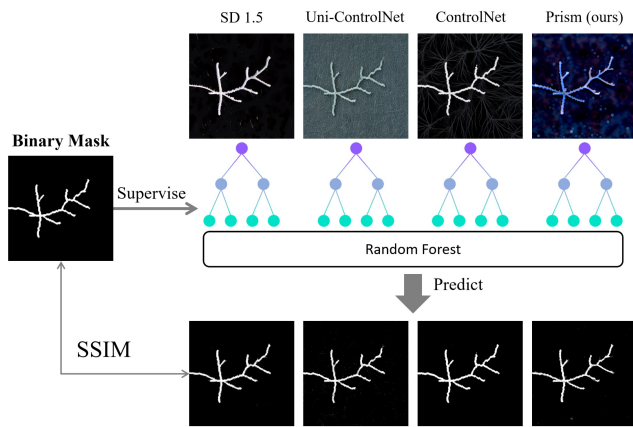 SD 1.5
Uni-ControlNet
ControlNet
Prism (ours)
Binary Mask
Supervise
Random Forest
Predict
SSIM